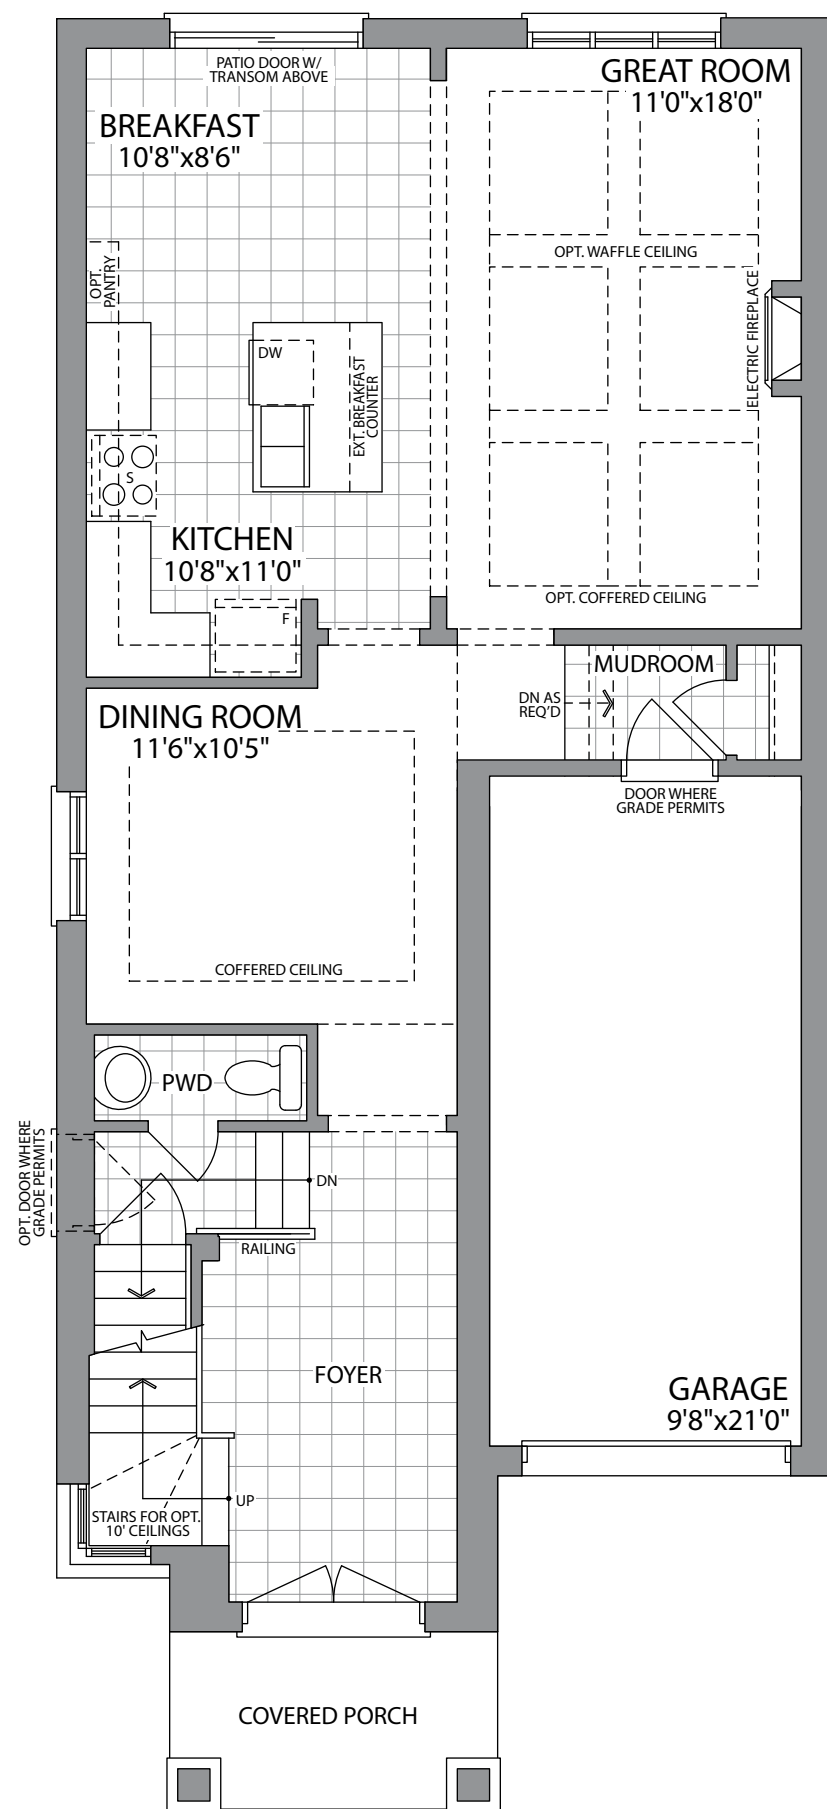 PATIO DOOR W/
TRANSOM ABOVE
GREAT ROOM
11'0"x18'0"
BREAKFAST
10'8"x8'6"
OPT. WAFFLE CEILING
OPT.
PANTRY
ELECTRIC FIREPLACE
DW
EXT. BREAKFAST
COUNTER
S
KITCHEN
10'8"x11'0"
OPT. COFFERED CEILING
F
MUDROOM
DN AS
REQ'D
DINING ROOM
11'6"x10'5"
DOOR WHERE
GRADE PERMITS
COFFERED CEILING
PWD
OPT. DOOR WHERE
GRADE PERMITS
DN
RAILING
FOYER
GARAGE
9'8"x21'0"
UP
STAIRS FOR OPT.
10' CEILINGS
COVERED PORCH